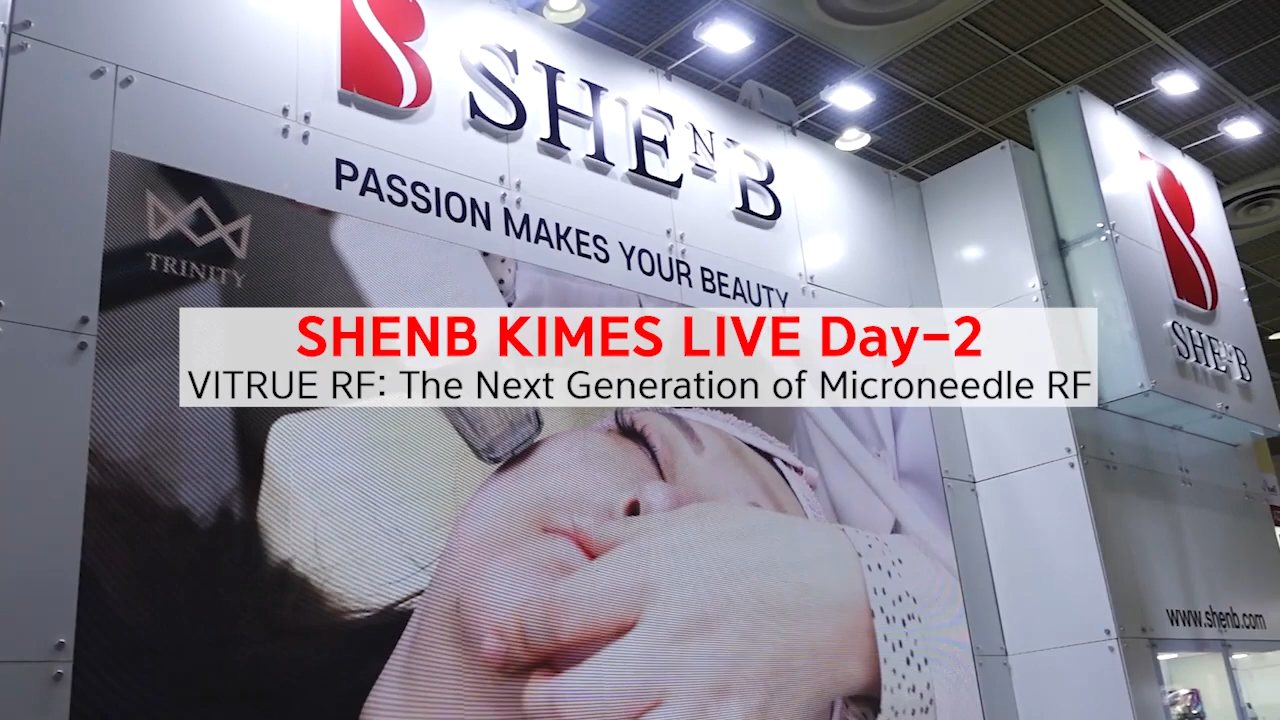 SHENB
PASSION MAKES YOUR BEAUTY
TRINITY
SHENB KIMES LIVE Day-2
VITRUE RF: The Next Generation of Microneedle RF
SHENB
www.shenb.com